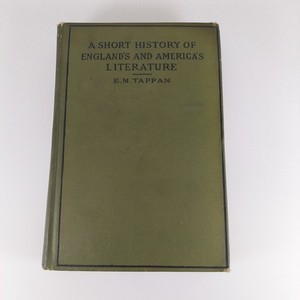 A SHORT HISTORY OF
ENGLAND'S AND AMERICA'S
LITERATURE
E. M. TAPPAN